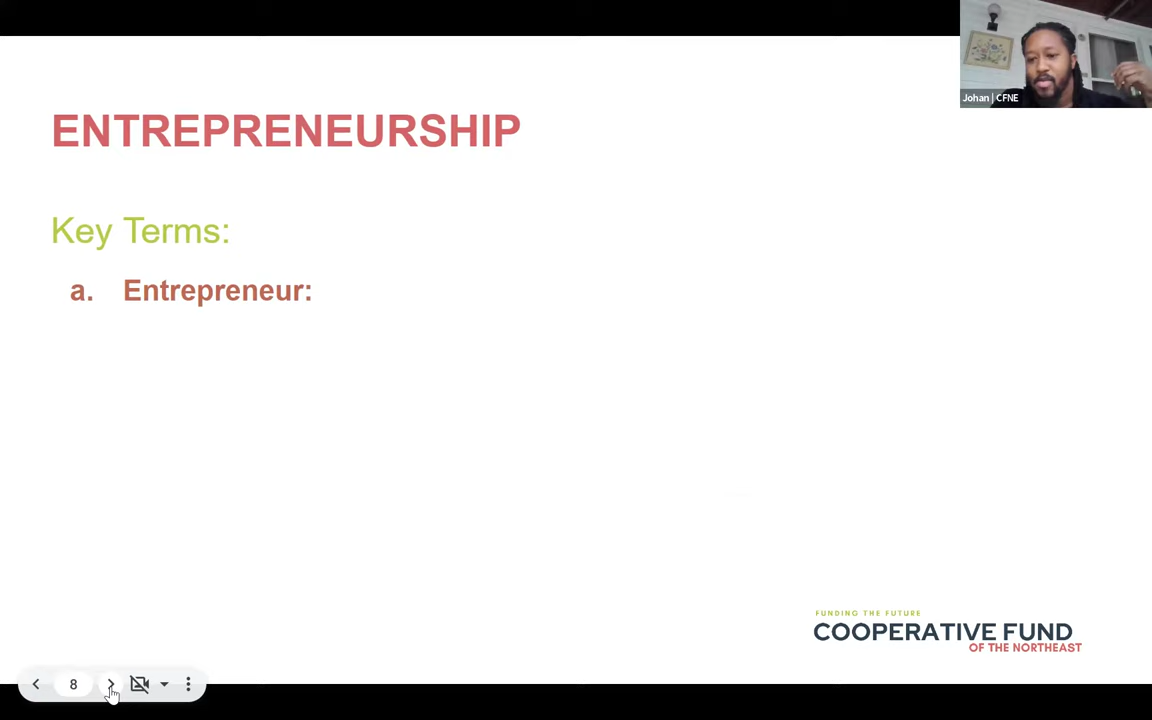 Johan | CFNE
ENTREPRENEURSHIP
Key Terms:
a. Entrepreneur:
FUNDING THE FUTURE
COOPERATIVE FUND
OF THE NORTHEAST
8